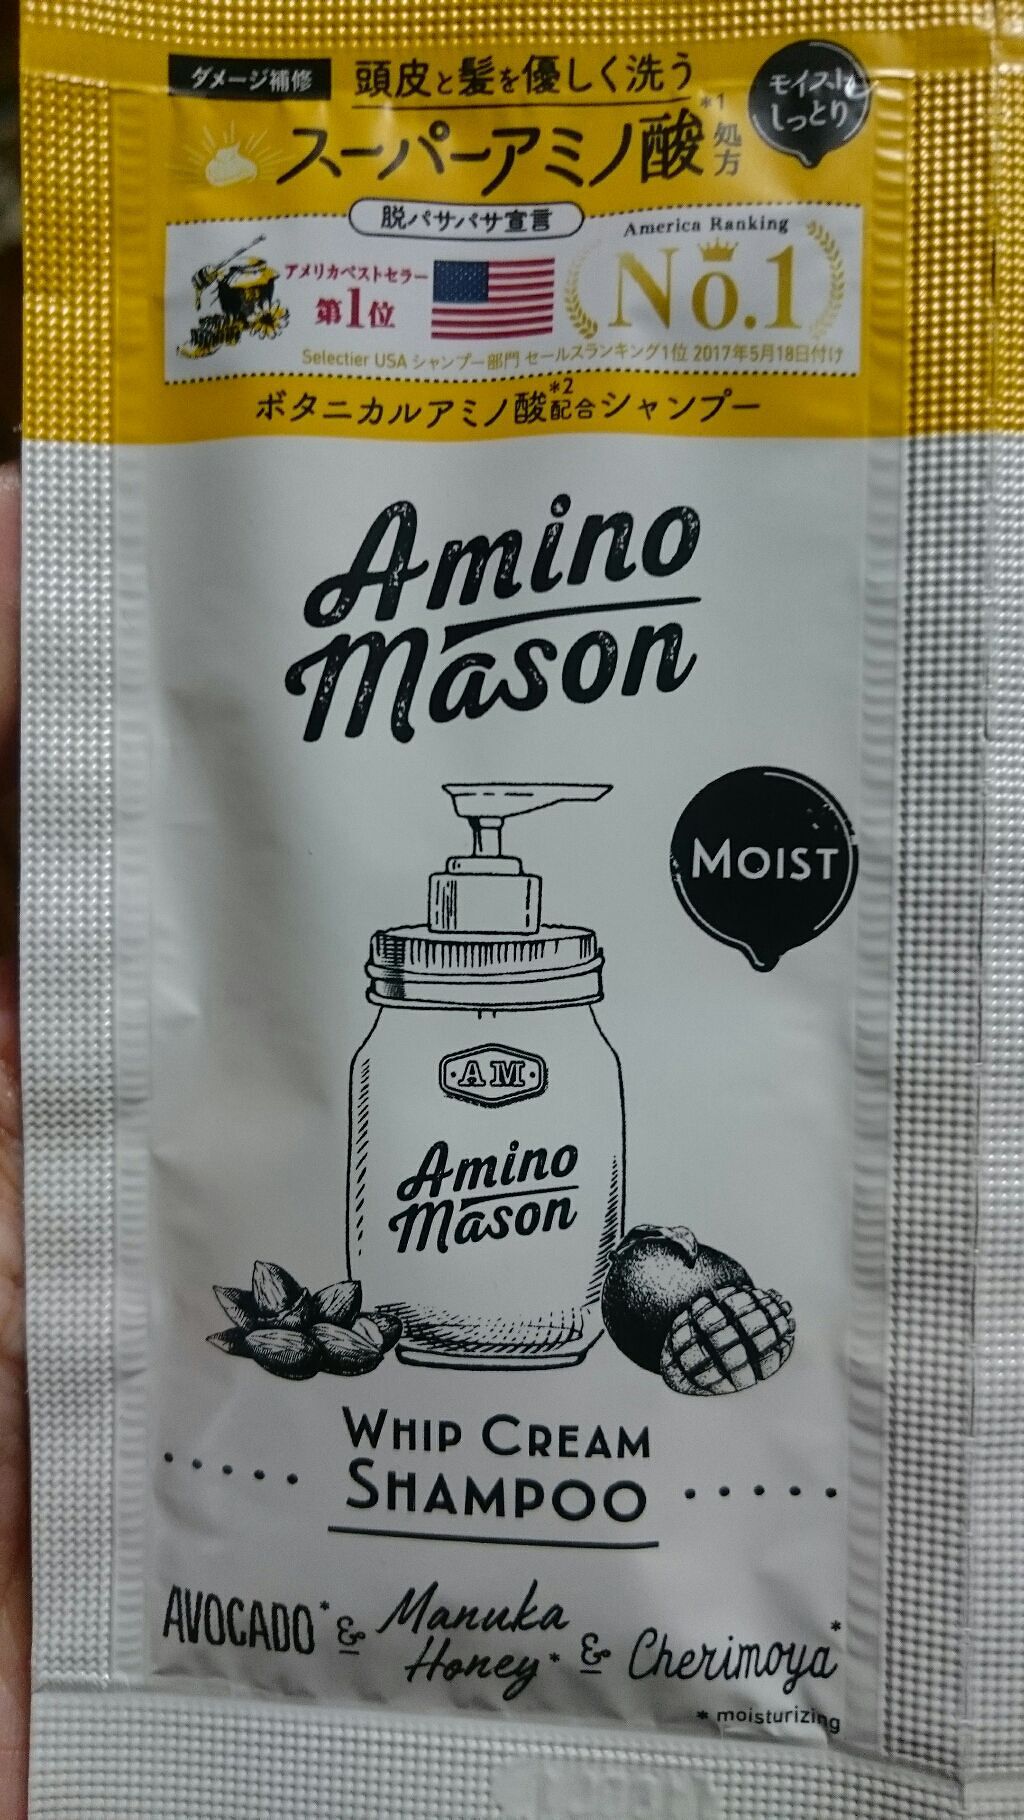 ダメージ補修
頭皮と髪を優しく洗う
モイスト
しっとり
スーパーアミノ酸*1処方
脱パサパサ宣言
アメリカベストセラー
第1位
America Ranking
No.1
Selectier USA シャンプー部門 セールスランキング1位 2017年5月18日付け
ボタニカルアミノ酸*2配合シャンプー
Amino
Mason
MOIST
AM
Amino
Mason
WHIP CREAM
SHAMPOO
AVOCADO* & Manuka Honey* & Cherimoya*
* moisturizing